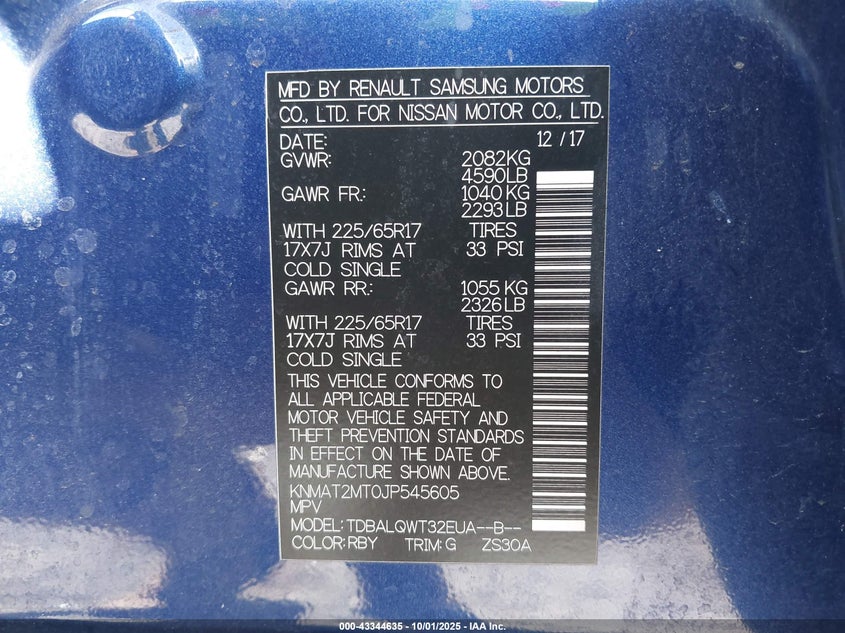 MFD BY RENAULT SAMSUNG MOTORS
CO., LTD. FOR NISSAN MOTOR CO., LTD.
DATE: 12 / 17
GVWR: 2082KG
4590LB
GAWR FR.: 1040 KG
2293 LB
WITH 225/65R17 TIRES
17X7J RIMS AT 33 PSI
COLD SINGLE
GAWR RR.: 1055 KG
2326 LB
WITH 225/65R17 TIRES
17X7J RIMS AT 33 PSI
COLD SINGLE
THIS VEHICLE CONFORMS TO
ALL APPLICABLE FEDERAL
MOTOR VEHICLE SAFETY AND
THEFT PREVENTION STANDARDS
IN EFFECT ON THE DATE OF
MANUFACTURE SHOWN ABOVE.
KNMAT2MT0JP545605
MPV
MODEL: TDBALQWT32EUA--B--
COLOR: RBY TRIM: G ZS30A
000-43344635 - 10/01/2025 - IAA Inc.